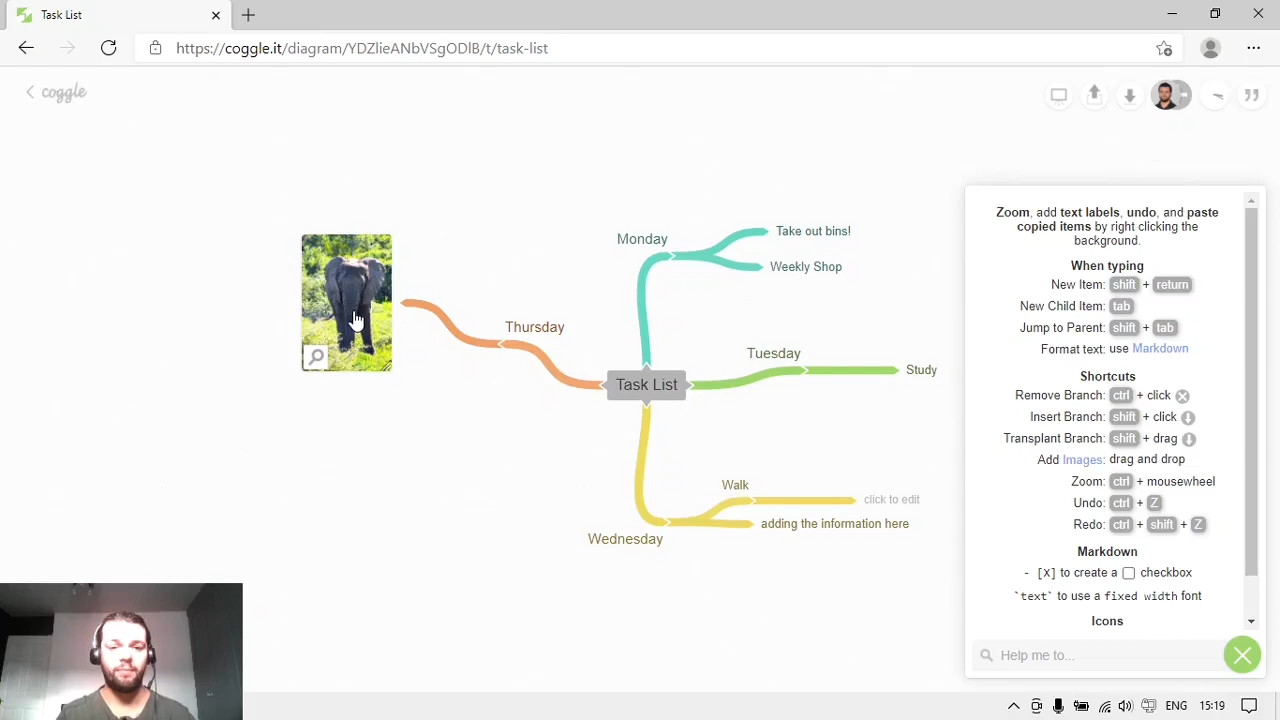 Task List
https://coggle.it/diagram/YDZlieANbVSgODlB/t/task-list
coggle
Monday
Take out bins!
Weekly Shop
Thursday
Tuesday
Study
Task List
Walk
click to edit
adding the information here
Wednesday
Zoom, add text labels, undo, and paste
copied items by right clicking the
background.
When typing
New Item: shift + return
New Child Item: tab
Jump to Parent: shift + tab
Format text: use Markdown
Shortcuts
Remove Branch: ctrl + click
Insert Branch: shift + click
Transplant Branch: shift + drag
Add Images: drag and drop
Zoom: ctrl + mousewheel
Undo: ctrl + Z
Redo: ctrl + shift + Z
Markdown
- [X] to create a checkbox
`text` to use a fixed width font
Icons
Help me to...
ENG 15:19